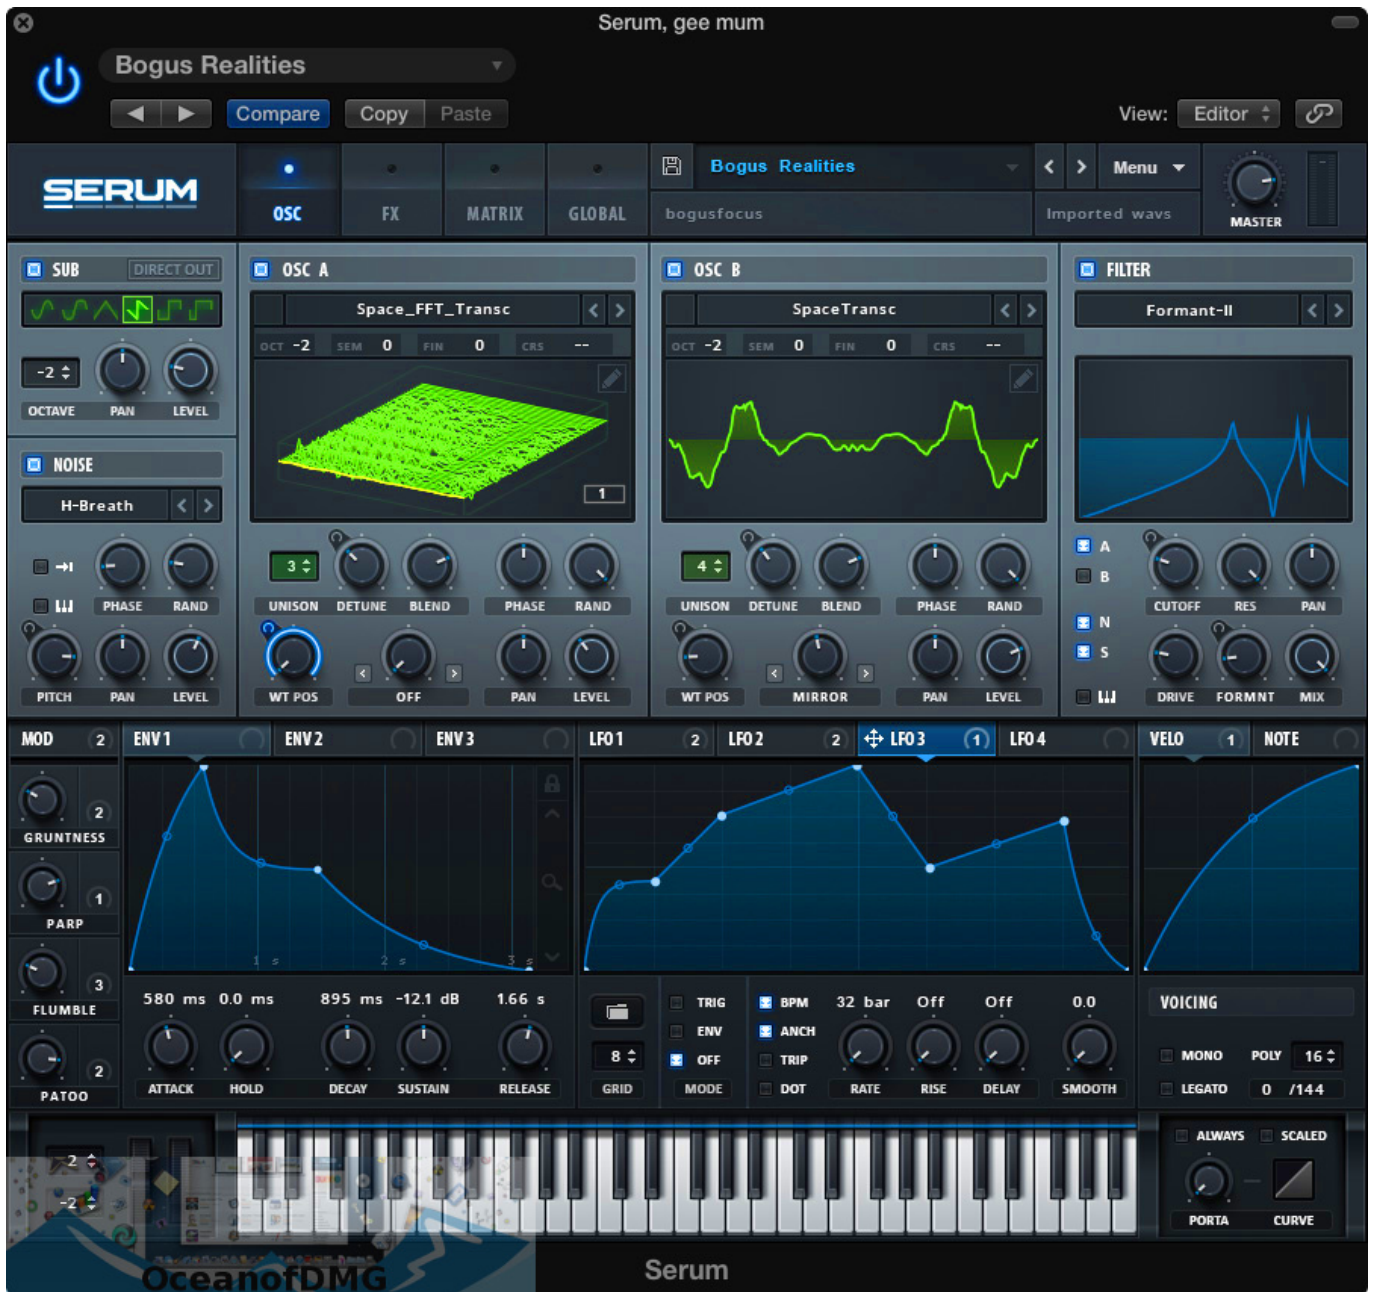 Serum, gee mum
Bogus Realities
Compare Copy Paste View: Editor
SERUM
OSC FX MATRIX GLOBAL
Bogus Realities Menu
bogusfocus Imported wavs
MASTER
SUB DIRECT OUT
OSC A
OSC B
FILTER
Space_FFT_Transc
SpaceTransc
Formant-II
OCT -2 SEM 0 FIN 0 CRS --
OCT -2 SEM 0 FIN 0 CRS --
-2
OCTAVE PAN LEVEL
NOISE
H-Breath
1
A
B
N
S
3
4
PHASE RAND
UNISON DETUNE BLEND PHASE RAND
UNISON DETUNE BLEND PHASE RAND
CUTOFF RES PAN
PITCH PAN LEVEL
WT POS OFF PAN LEVEL
WT POS MIRROR PAN LEVEL
DRIVE FORMNT MIX
MOD 2 ENV 1 ENV 2 ENV 3 LFO 1 2 LFO 2 2 LFO 3 1 LFO 4 VELO 1 NOTE
2
GRUNTNESS
1
PARP
3
FLUMBLE
2
PATOO
1 s 2 s 3 s
580 ms 0.0 ms 895 ms -12.1 dB 1.66 s
ATTACK HOLD DECAY SUSTAIN RELEASE
8
GRID
TRIG
ENV
OFF
MODE
BPM
ANCH
TRIP
DOT
32 bar Off Off 0.0
RATE RISE DELAY SMOOTH
VOICING
MONO POLY 16
LEGATO 0 /144
2
-2
ALWAYS SCALED
PORTA CURVE
OceanofDMG
Serum